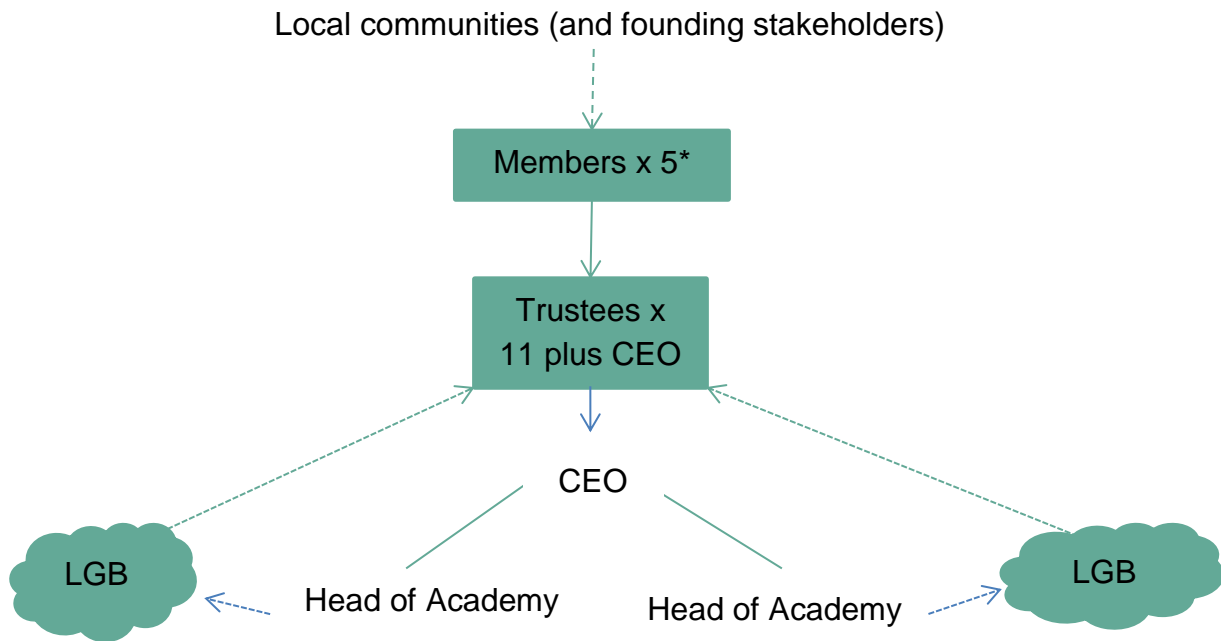 Local communities (and founding stakeholders)
Members x 5*
Trustees x
11 plus CEO
CEO
LGB
LGB
Head of Academy
Head of Academy